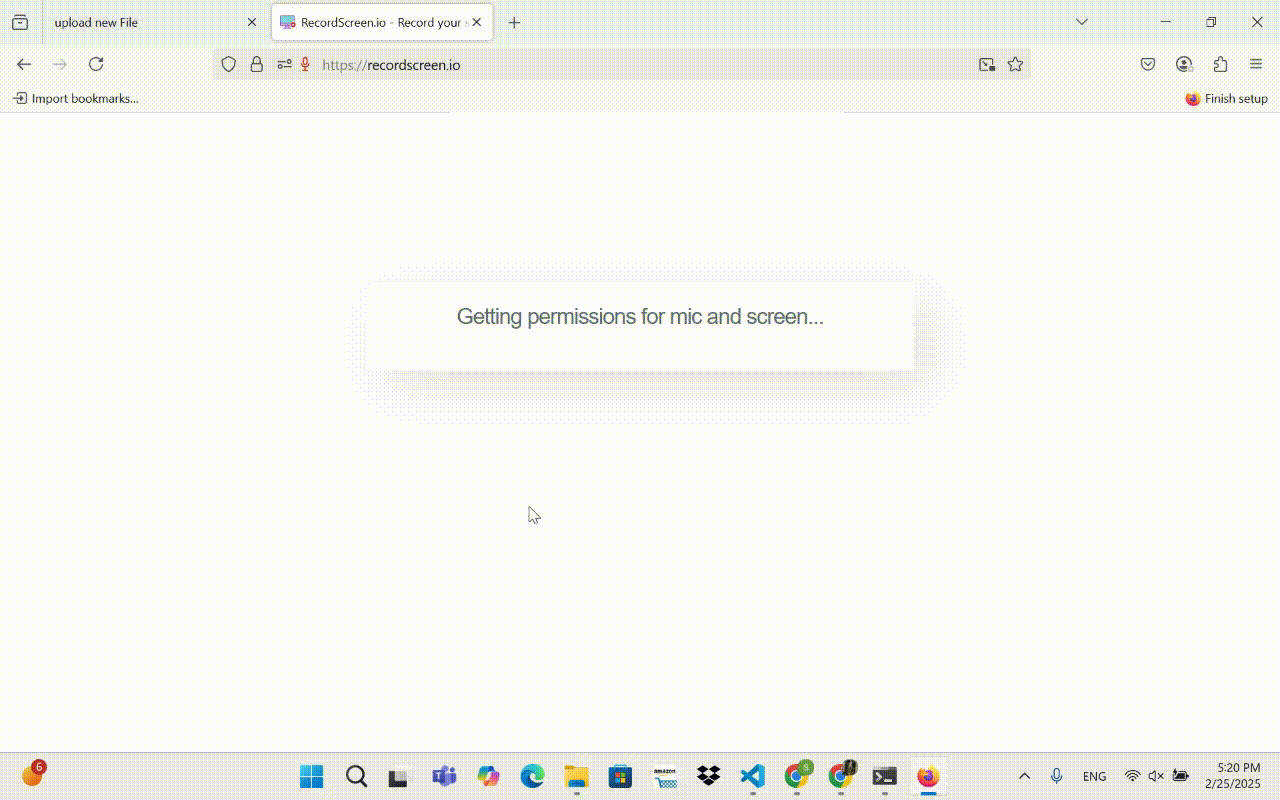 upload new File
RecordScreen.io - Record your
https://recordscreen.io
Import bookmarks...
Finish setup
Getting permissions for mic and screen...
6
amazon
S
ENG
5:20 PM
2/25/2025